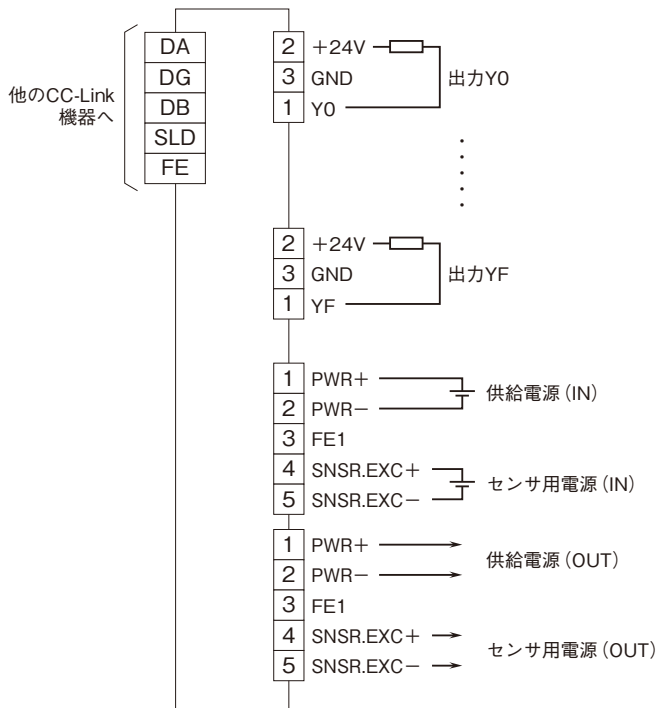 他のCC-Link
機器へ
DA
DG
DB
SLD
FE
2 +24V
3 GND
1 Y0
出力Y0
2 +24V
3 GND
1 YF
出力YF
1 PWR+
2 PWR−
3 FE1
4 SNSR.EXC+
5 SNSR.EXC−
供給電源(IN)
センサ用電源(IN)
1 PWR+
2 PWR−
3 FE1
4 SNSR.EXC+
5 SNSR.EXC−
供給電源(OUT)
センサ用電源(OUT)